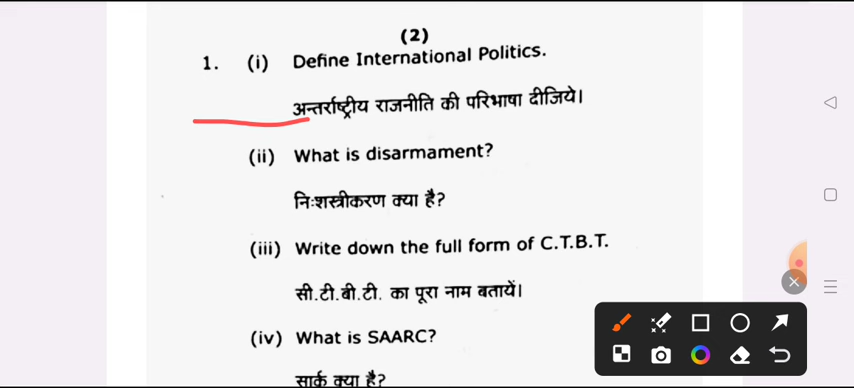 (2)
1. (i) Define International Politics.
अन्तर्राष्ट्रीय राजनीति की परिभाषा दीजिये।
(ii) What is disarmament?
निःशस्त्रीकरण क्या है?
(iii) Write down the full form of C.T.B.T.
सी.टी.बी.टी. का पूरा नाम बतायें।
(iv) What is SAARC?
सार्क क्या है?